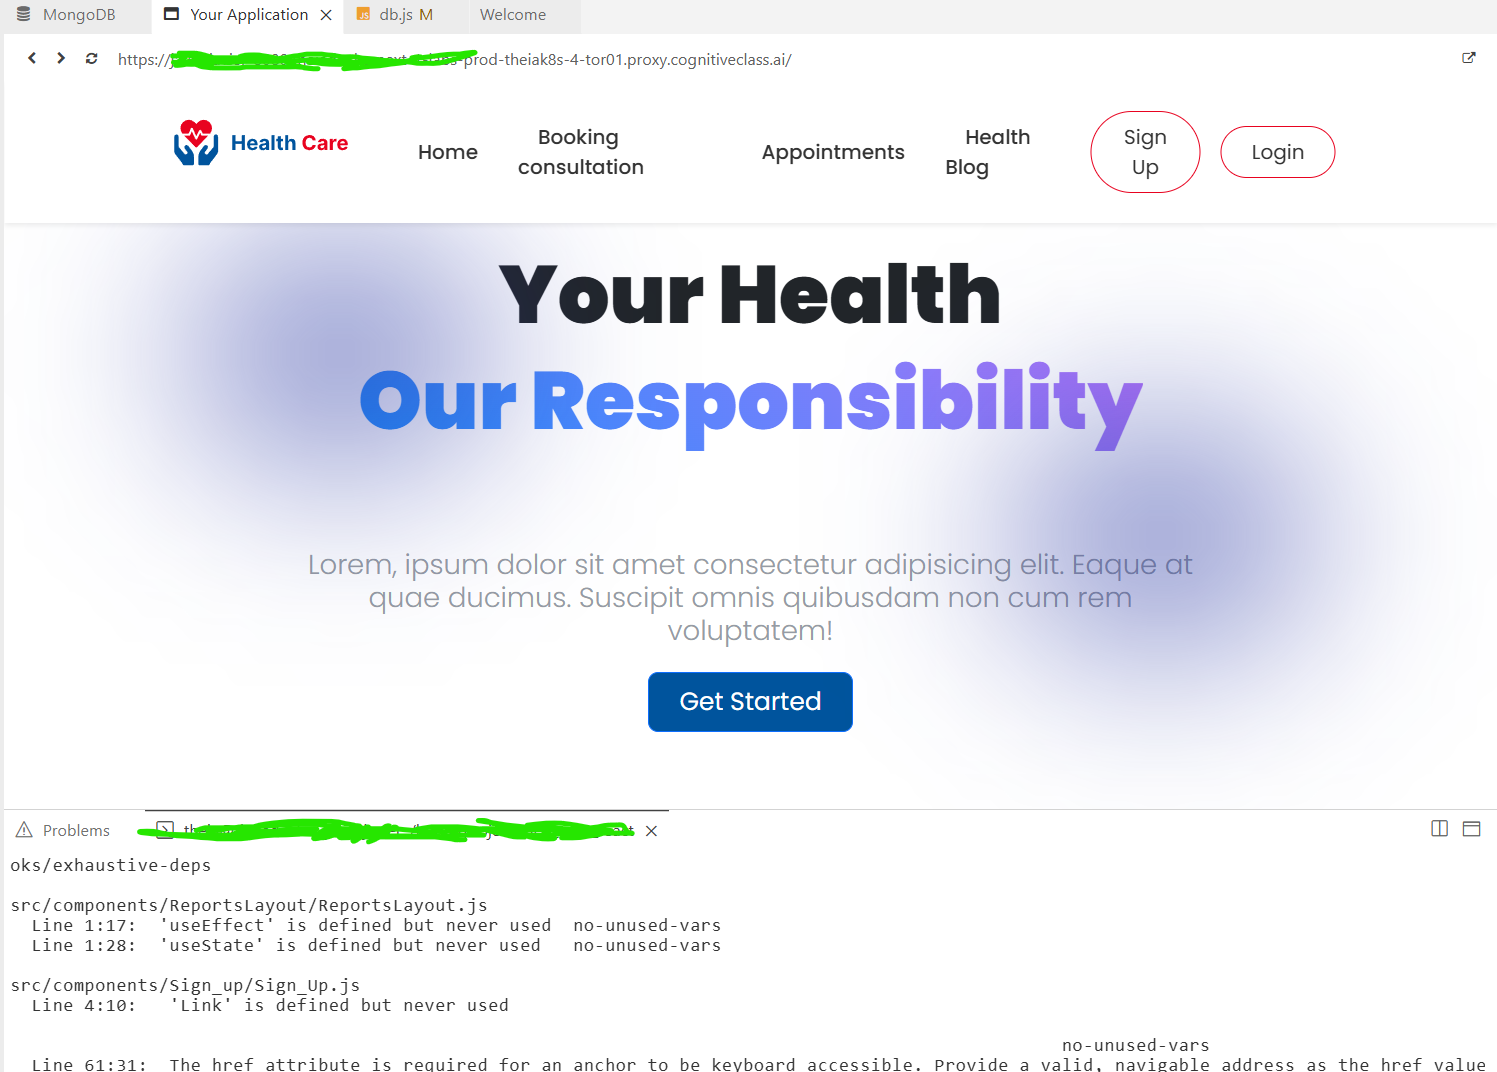 MongoDB
Your Application
db.js M
Welcome
https://
-prod-theiak8s-4-tor01.proxy.cognitiveclass.ai/
Health Care
Home
Booking
consultation
Appointments
Health
Blog
Sign
Up
Login
Your Health
Our Responsibility
Lorem, ipsum dolor sit amet consectetur adipisicing elit. Eaque at
quae ducimus. Suscipit omnis quibusdam non cum rem
voluptatem!
Get Started
Problems
oks/exhaustive-deps
src/components/ReportsLayout/ReportsLayout.js
Line 1:17: 'useEffect' is defined but never used no-unused-vars
Line 1:28: 'useState' is defined but never used no-unused-vars
src/components/Sign_up/Sign_Up.js
Line 4:10: 'Link' is defined but never used
no-unused-vars
Line 61:31: The href attribute is required for an anchor to be keyboard accessible. Provide a valid, navigable address as the href value